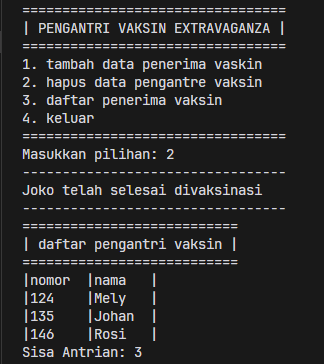 =================================
| PENGANTRI VAKSIN EXTRAVAGANZA |
=================================
1. tambah data penerima vaskin
2. hapus data pengantre vaksin
3. daftar penerima vaksin
4. keluar
=================================
Masukkan pilihan: 2
---------------------------------
Joko telah selesai divaksinasi
---------------------------------
===========================
| daftar pengantri vaksin |
===========================
|nomor	|nama	|
|124	|Mely	|
|135	|Johan	|
|146	|Rosi	|
Sisa Antrian: 3